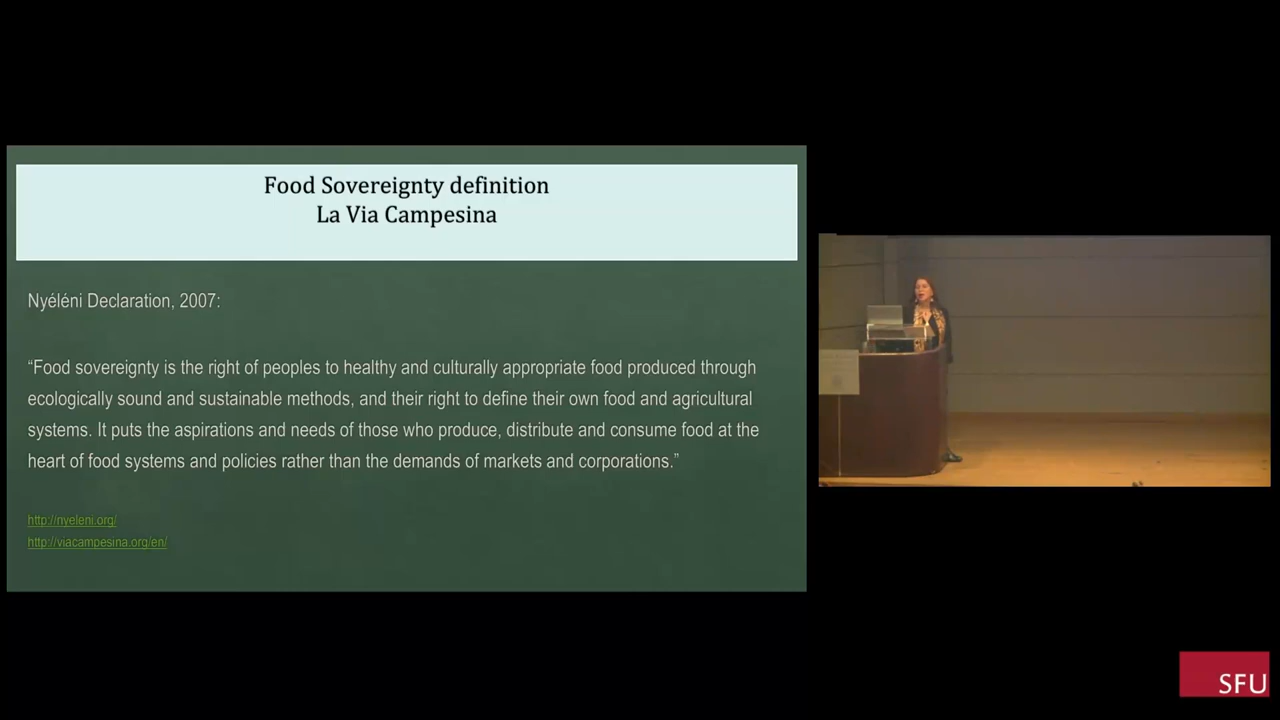 Food Sovereignty definition
La Via Campesina
Nyéléni Declaration, 2007:
“Food sovereignty is the right of peoples to healthy and culturally appropriate food produced through
ecologically sound and sustainable methods, and their right to define their own food and agricultural
systems. It puts the aspirations and needs of those who produce, distribute and consume food at the
heart of food systems and policies rather than the demands of markets and corporations.”
http://nyeleni.org/
http://viacampesina.org/en/
SFU